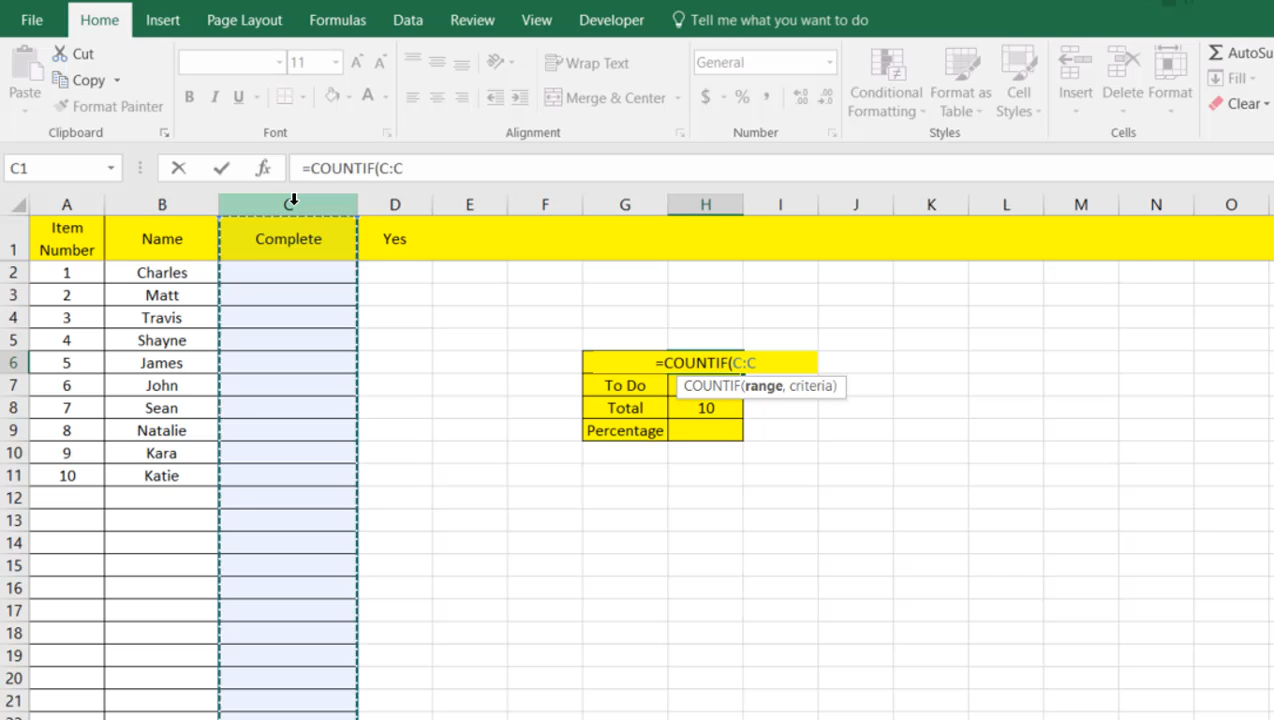 File Home Insert Page Layout Formulas Data Review View Developer Tell me what you want to do
Cut
Copy
Format Painter
Paste
Clipboard
11
B I U A
Font
Wrap Text
Merge & Center
Alignment
General
$ % ,
Number
Conditional Formatting
Format as Table
Cell Styles
Styles
Insert Delete Format
Cells
Σ AutoSu
Fill
Clear
C1 fx =COUNTIF(C:C
A B C D E F G H I J K L M N O
1 Item Number Name Complete Yes
2 1 Charles
3 2 Matt
4 3 Travis
5 4 Shayne
6 5 James =COUNTIF(C:C
7 6 John To Do COUNTIF(range, criteria)
8 7 Sean Total 10
9 8 Natalie Percentage
10 9 Kara
11 10 Katie
12
13
14
15
16
17
18
19
20
21